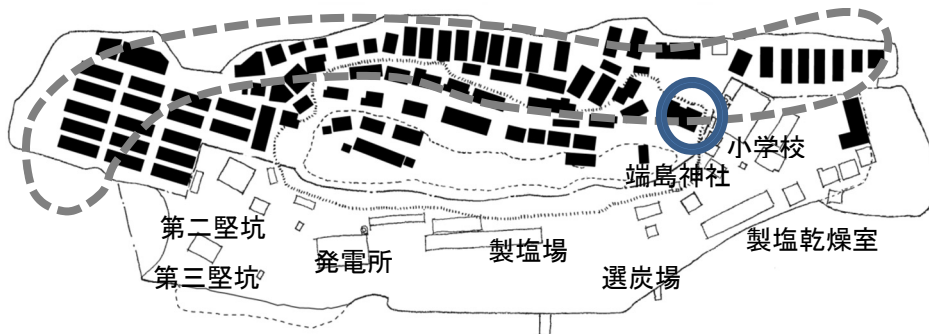 小学校
端島神社
第二竪坑
製塩乾燥室
製塩場
発電所
選炭場
第三竪坑